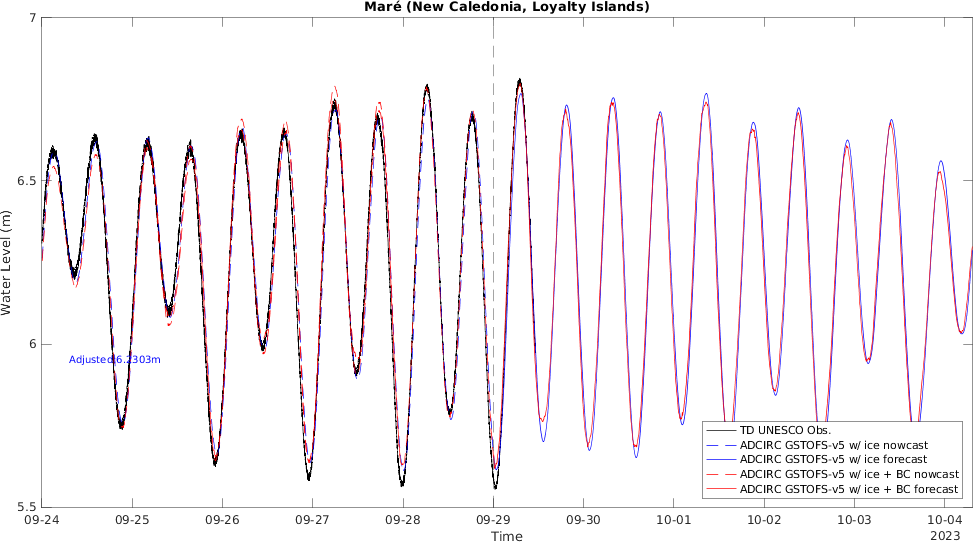 Maré (New Caledonia, Loyalty Islands)
7
6.5
6
5.5
Water Level (m)
Adjusted:6.2303m
TD UNESCO Obs.
ADCIRC GSTOFS-v5 w/ ice nowcast
ADCIRC GSTOFS-v5 w/ ice forecast
ADCIRC GSTOFS-v5 w/ ice + BC nowcast
ADCIRC GSTOFS-v5 w/ ice + BC forecast
09-24 09-25 09-26 09-27 09-28 09-29 09-30 10-01 10-02 10-03 10-04
Time
2023